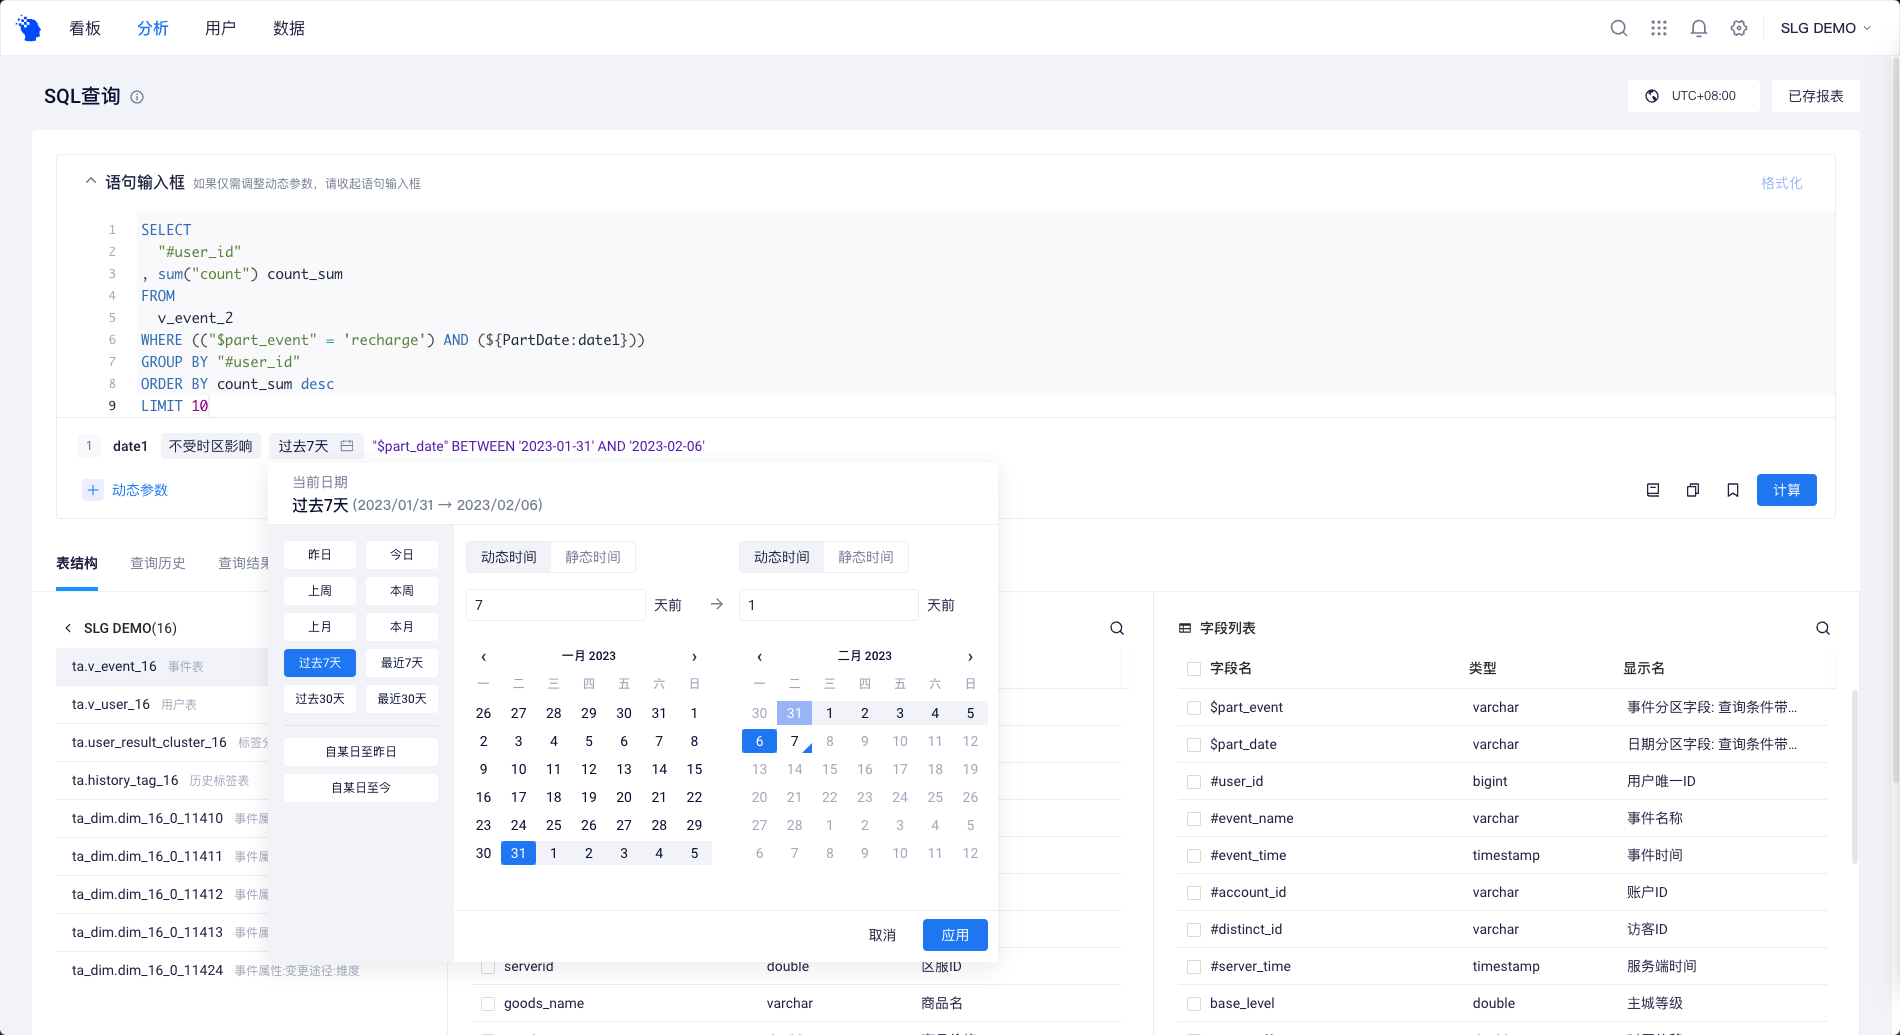 看板 分析 用户 数据 SLG DEMO
SQL查询 UTC+08:00 已存报表
语句输入框 如果仅需调整动态参数，请收起语句输入框 格式化
1 SELECT
2 "#user_id"
3 , sum("count") count_sum
4 FROM
5 v_event_2
6 WHERE (("$part_event" = 'recharge') AND (${PartDate:date1}))
7 GROUP BY "#user_id"
8 ORDER BY count_sum desc
9 LIMIT 10
1 date1 不受时区影响 过去7天 "$part_date" BETWEEN '2023-01-31' AND '2023-02-06'
动态参数 计算
当前日期
过去7天 (2023/01/31 → 2023/02/06)
昨日 今日
上周 本周
上月 本月
过去7天 最近7天
过去30天 最近30天
自某日至昨日
自某日至今
动态时间 静态时间 动态时间 静态时间
7 天前 → 1 天前
‹ 一月 2023 ›
一 二 三 四 五 六 日
26 27 28 29 30 31 1
2 3 4 5 6 7 8
9 10 11 12 13 14 15
16 17 18 19 20 21 22
23 24 25 26 27 28 29
30 31 1 2 3 4 5
‹ 二月 2023 ›
一 二 三 四 五 六 日
30 31 1 2 3 4 5
6 7 8 9 10 11 12
13 14 15 16 17 18 19
20 21 22 23 24 25 26
27 28 1 2 3 4 5
6 7 8 9 10 11 12
取消 应用
表结构 查询历史 查询结果
SLG DEMO(16)
ta.v_event_16 事件表
ta.v_user_16 用户表
ta.user_result_cluster_16 标签分
ta.history_tag_16 历史标签表
ta_dim.dim_16_0_11410 事件属
ta_dim.dim_16_0_11411 事件属
ta_dim.dim_16_0_11412 事件属
ta_dim.dim_16_0_11413 事件属
ta_dim.dim_16_0_11424 事件属性:变更途径:维度
serverid double 区服ID
goods_name varchar 商品名
字段列表
字段名 类型 显示名
$part_event varchar 事件分区字段: 查询条件带...
$part_date varchar 日期分区字段: 查询条件带...
#user_id bigint 用户唯一ID
#event_name varchar 事件名称
#event_time timestamp 事件时间
#account_id varchar 账户ID
#distinct_id varchar 访客ID
#server_time timestamp 服务端时间
base_level double 主城等级